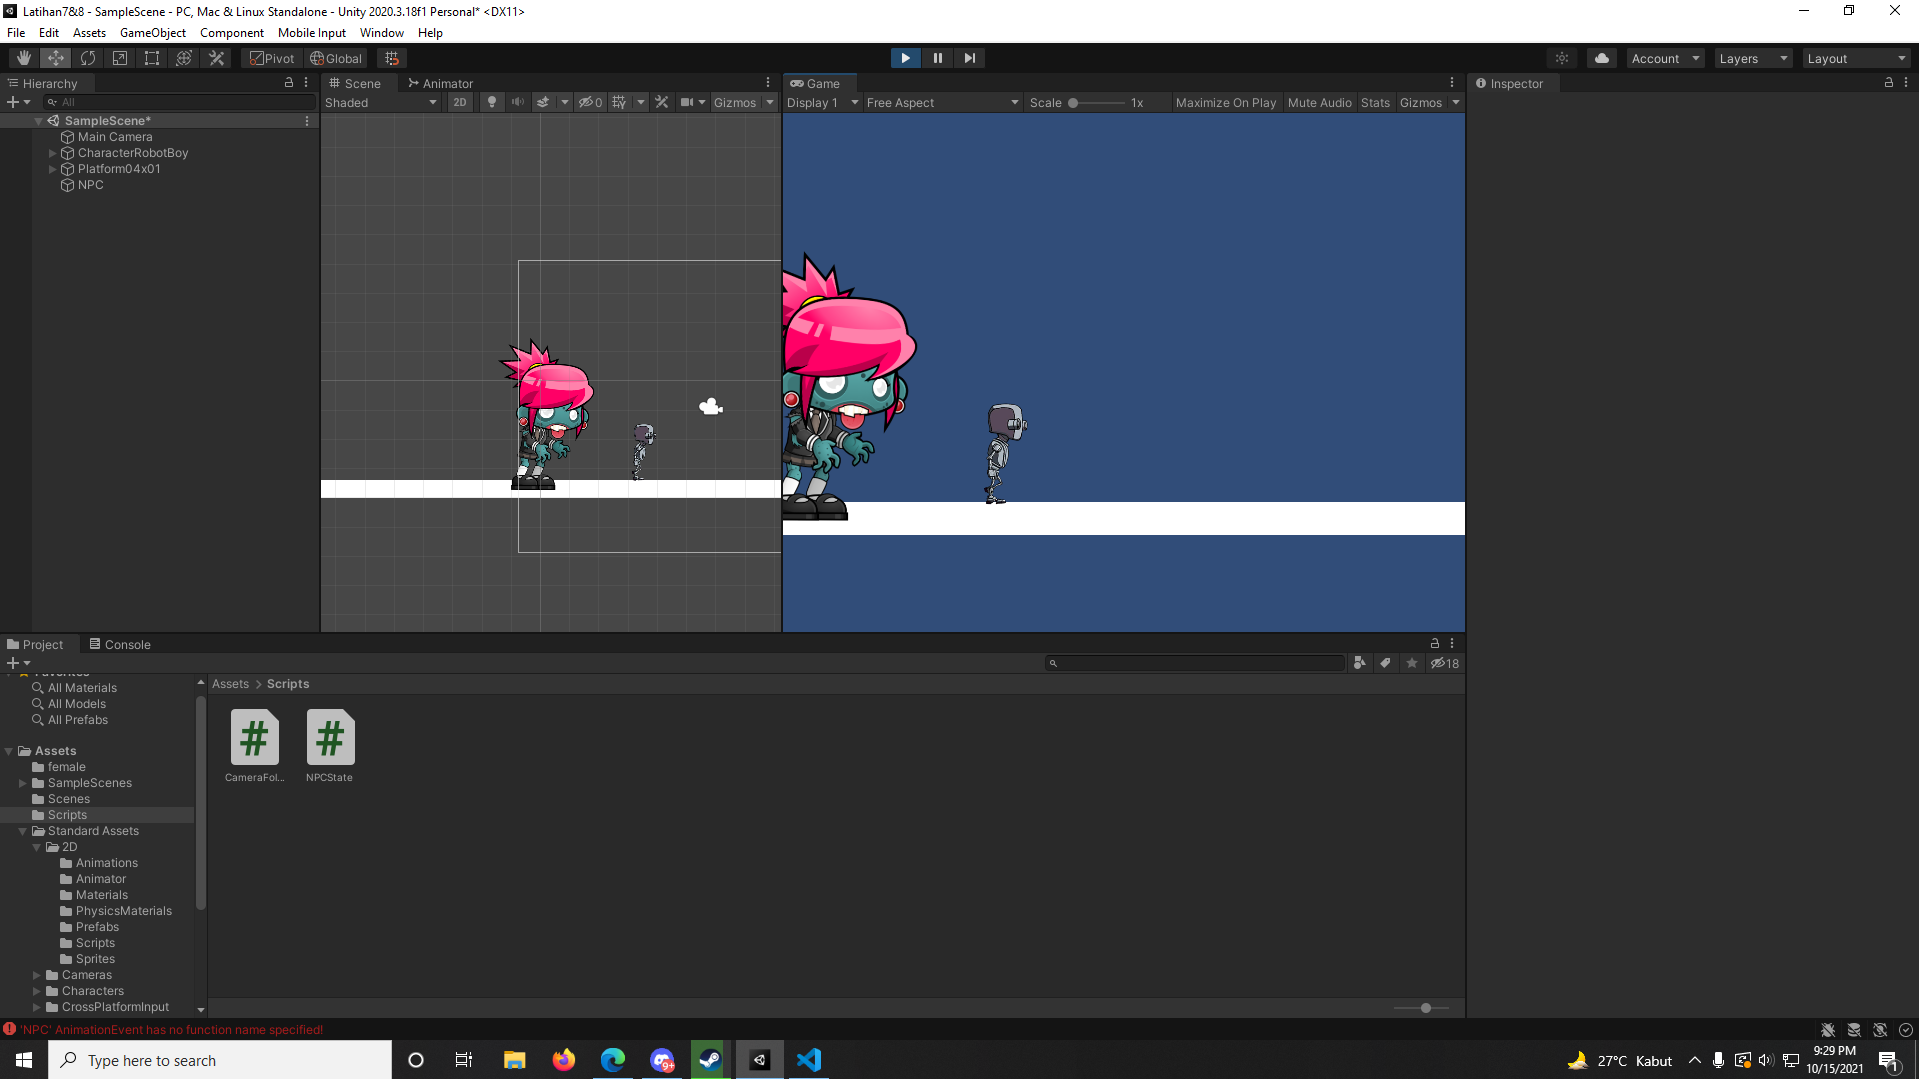 Latihan7&8 - SampleScene - PC, Mac & Linux Standalone - Unity 2020.3.18f1 Personal* <DX11>
File Edit Assets GameObject Component Mobile Input Window Help
Pivot Global Account Layers Layout
Hierarchy Scene Animator Game Inspector
All Shaded 2D 0 Gizmos Display 1 Free Aspect Scale 1x Maximize On Play Mute Audio Stats Gizmos
SampleScene*
Main Camera
CharacterRobotBoy
Platform04x01
NPC
Project Console
18
Favorites
All Materials
All Models
All Prefabs
Assets
female
SampleScenes
Scenes
Scripts
Standard Assets
2D
Animations
Animator
Materials
PhysicsMaterials
Prefabs
Scripts
Sprites
Cameras
Characters
CrossPlatformInput
Assets > Scripts
# #
CameraFol... NPCState
'NPC' AnimationEvent has no function name specified!
Type here to search
9+
27°C Kabut
9:29 PM
10/15/2021
1